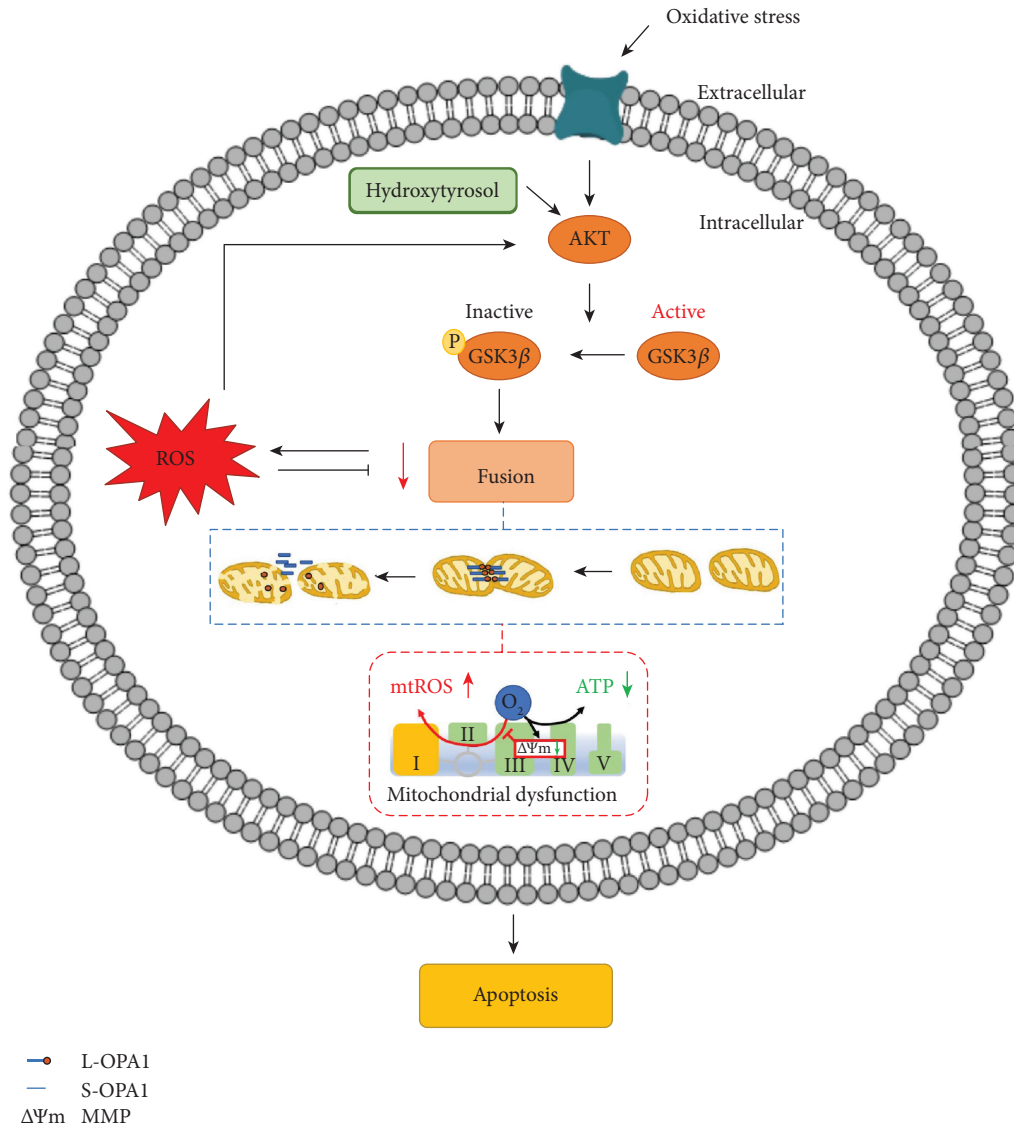 Oxidative stress
Extracellular
Hydroxytyrosol
Intracellular
AKT
Inactive
Active
P
GSK3β
GSK3β
ROS
Fusion
mtROS
ATP
O₂
II
ΔΨm
I
III
IV
V
Mitochondrial dysfunction
Apoptosis
L-OPA1
S-OPA1
ΔΨm MMP